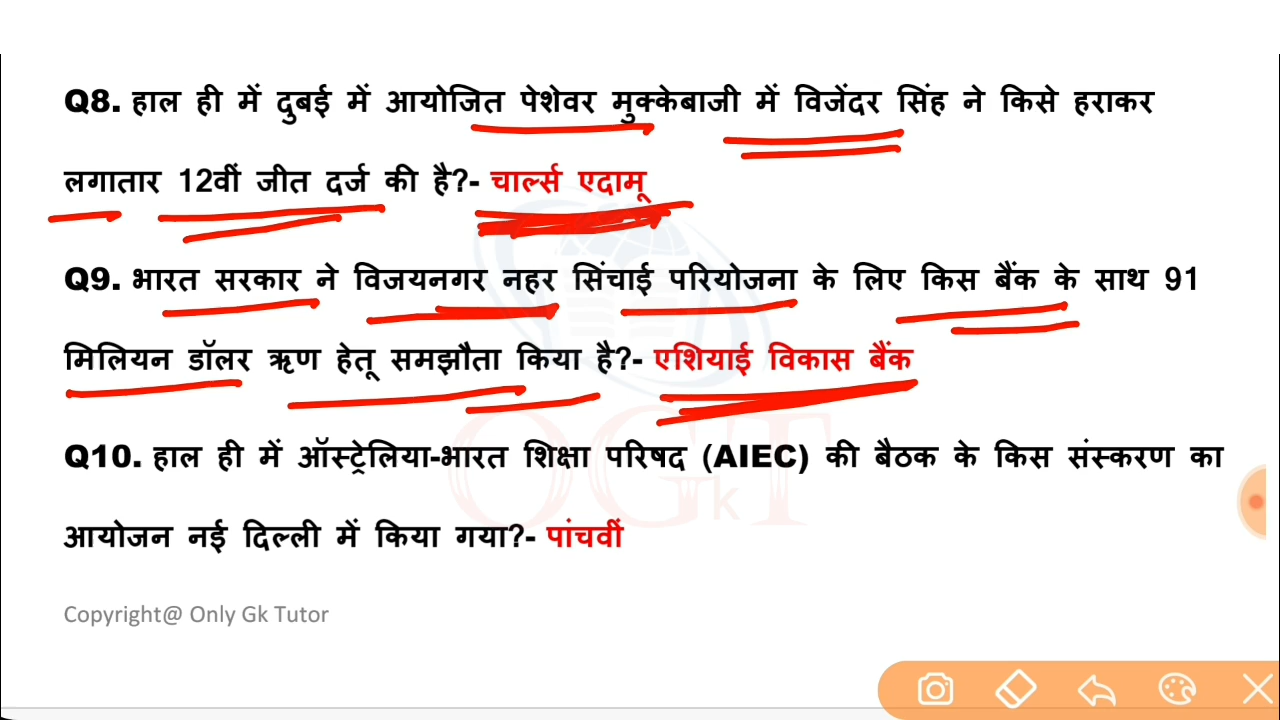 Q8. हाल ही में दुबई में आयोजित पेशेवर मुक्केबाजी में विजेंदर सिंह ने किसे हराकर
लगातार 12वीं जीत दर्ज की है?- चार्ल्स एदामू
Q9. भारत सरकार ने विजयनगर नहर सिंचाई परियोजना के लिए किस बैंक के साथ 91
मिलियन डॉलर ऋण हेतू समझौता किया है?- एशियाई विकास बैंक
Q10. हाल ही में ऑस्ट्रेलिया-भारत शिक्षा परिषद (AIEC) की बैठक के किस संस्करण का
आयोजन नई दिल्ली में किया गया?- पांचवीं
OGkT
Copyright@ Only Gk Tutor